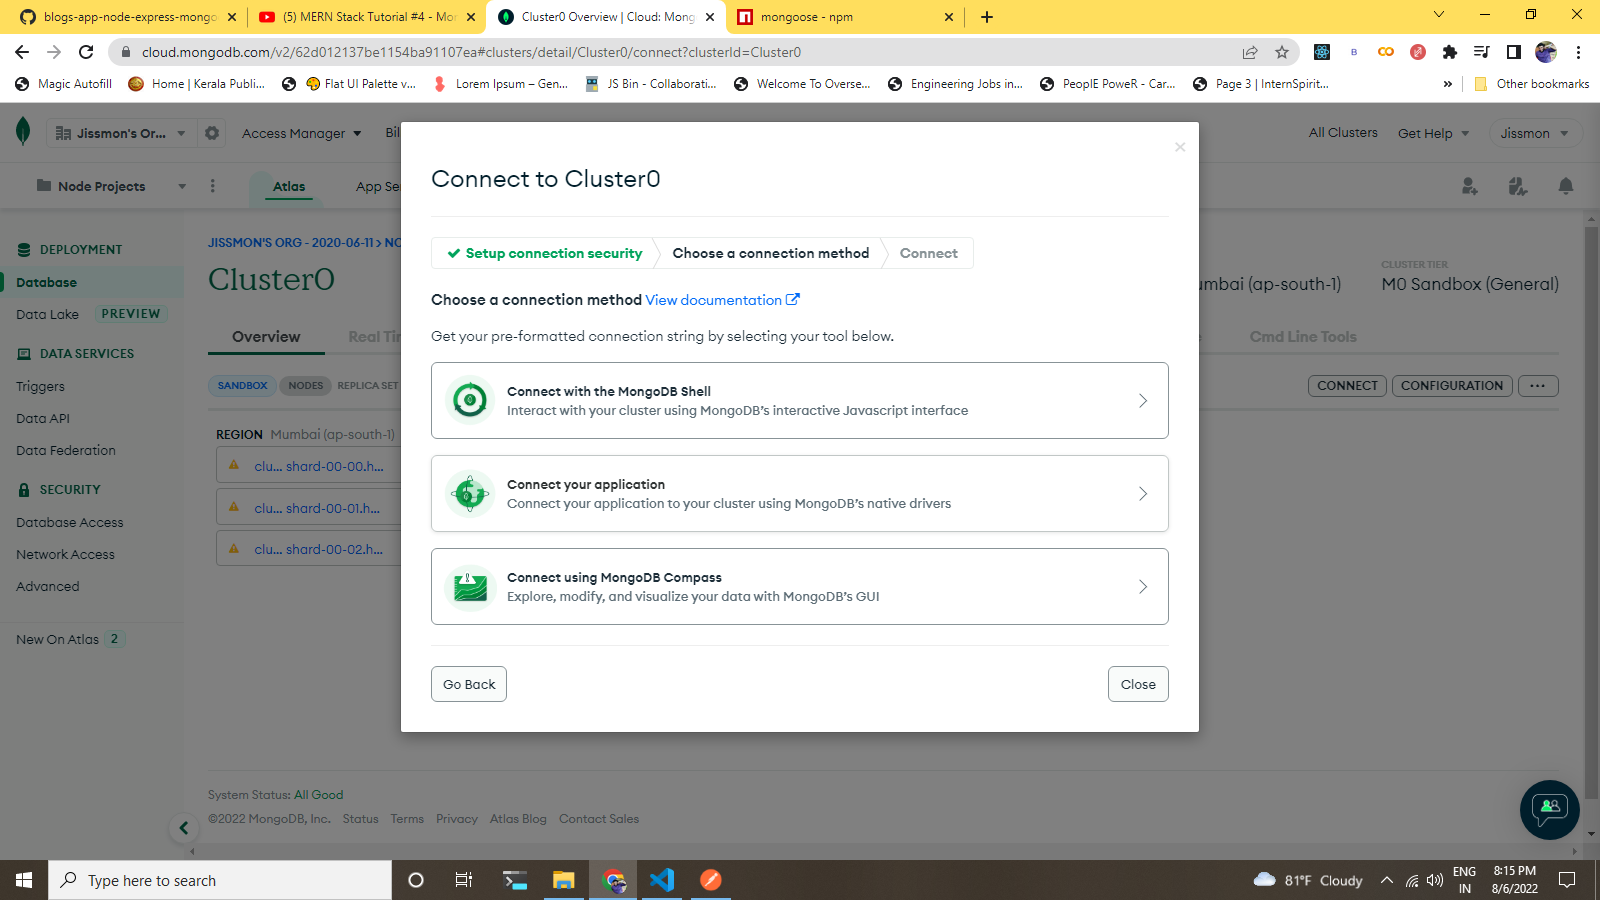 blogs-app-node-express-mongo
(5) MERN Stack Tutorial #4 - Mon
Cluster0 Overview | Cloud: Mong
mongoose - npm
cloud.mongodb.com/v2/62d012137be1154ba91107ea#clusters/detail/Cluster0/connect?clusterId=Cluster0
Magic Autofill
Home | Kerala Publi...
Flat UI Palette v...
Lorem Ipsum – Gen...
JS Bin - Collaborati...
Welcome To Overse...
Engineering Jobs in...
PeoplE PoweR - Car...
Page 3 | InternSpirit...
»
Other bookmarks
Jissmon's Or...
Access Manager
Bil
All Clusters
Get Help
Jissmon
Node Projects
Atlas
App Ser
DEPLOYMENT
Database
Data Lake PREVIEW
DATA SERVICES
Triggers
Data API
Data Federation
SECURITY
Database Access
Network Access
Advanced
New On Atlas 2
JISSMON'S ORG - 2020-06-11 > NO
Cluster0
umbai (ap-south-1)
CLUSTER TIER
M0 Sandbox (General)
Overview
Real Tim
Cmd Line Tools
SANDBOX NODES REPLICA SET
CONNECT CONFIGURATION ...
REGION Mumbai (ap-south-1)
clu... shard-00-00.h...
clu... shard-00-01.h...
clu... shard-00-02.h...
Connect to Cluster0
×
✔ Setup connection security
Choose a connection method
Connect
Choose a connection method View documentation
Get your pre-formatted connection string by selecting your tool below.
Connect with the MongoDB Shell
Interact with your cluster using MongoDB’s interactive Javascript interface
Connect your application
Connect your application to your cluster using MongoDB’s native drivers
Connect using MongoDB Compass
Explore, modify, and visualize your data with MongoDB’s GUI
Go Back
Close
System Status: All Good
©2022 MongoDB, Inc. Status Terms Privacy Atlas Blog Contact Sales
Type here to search
81°F Cloudy
ENG
IN
8:15 PM
8/6/2022